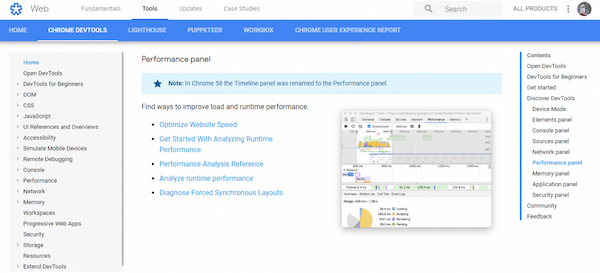 Web
Fundamentals
Tools
Updates
Case Studies
Search
ALL PRODUCTS
HOME
CHROME DEVTOOLS
LIGHTHOUSE
PUPPETEER
WORKBOX
CHROME USER EXPERIENCE REPORT
Home
Open DevTools
DevTools for Beginners
DOM
CSS
JavaScript
UI References and Overviews
Accessibility
Simulate Mobile Devices
Remote Debugging
Console
Performance
Network
Memory
Workspaces
Progressive Web Apps
Security
Storage
Resources
Extend DevTools
Performance panel
Note: In Chrome 58 the Timeline panel was renamed to the Performance panel.
Find ways to improve load and runtime performance.
Optimize Website Speed
Get Started With Analyzing Runtime
Performance
Performance Analysis Reference
Analyze runtime performance
Diagnose Forced Synchronous Layouts
Loading
Scripting
Rendering
Painting
Contents
Open DevTools
DevTools for Beginners
Get started
Discover DevTools
Device Mode
Elements panel
Console panel
Sources panel
Network panel
Performance panel
Memory panel
Application panel
Security panel
Community
Feedback